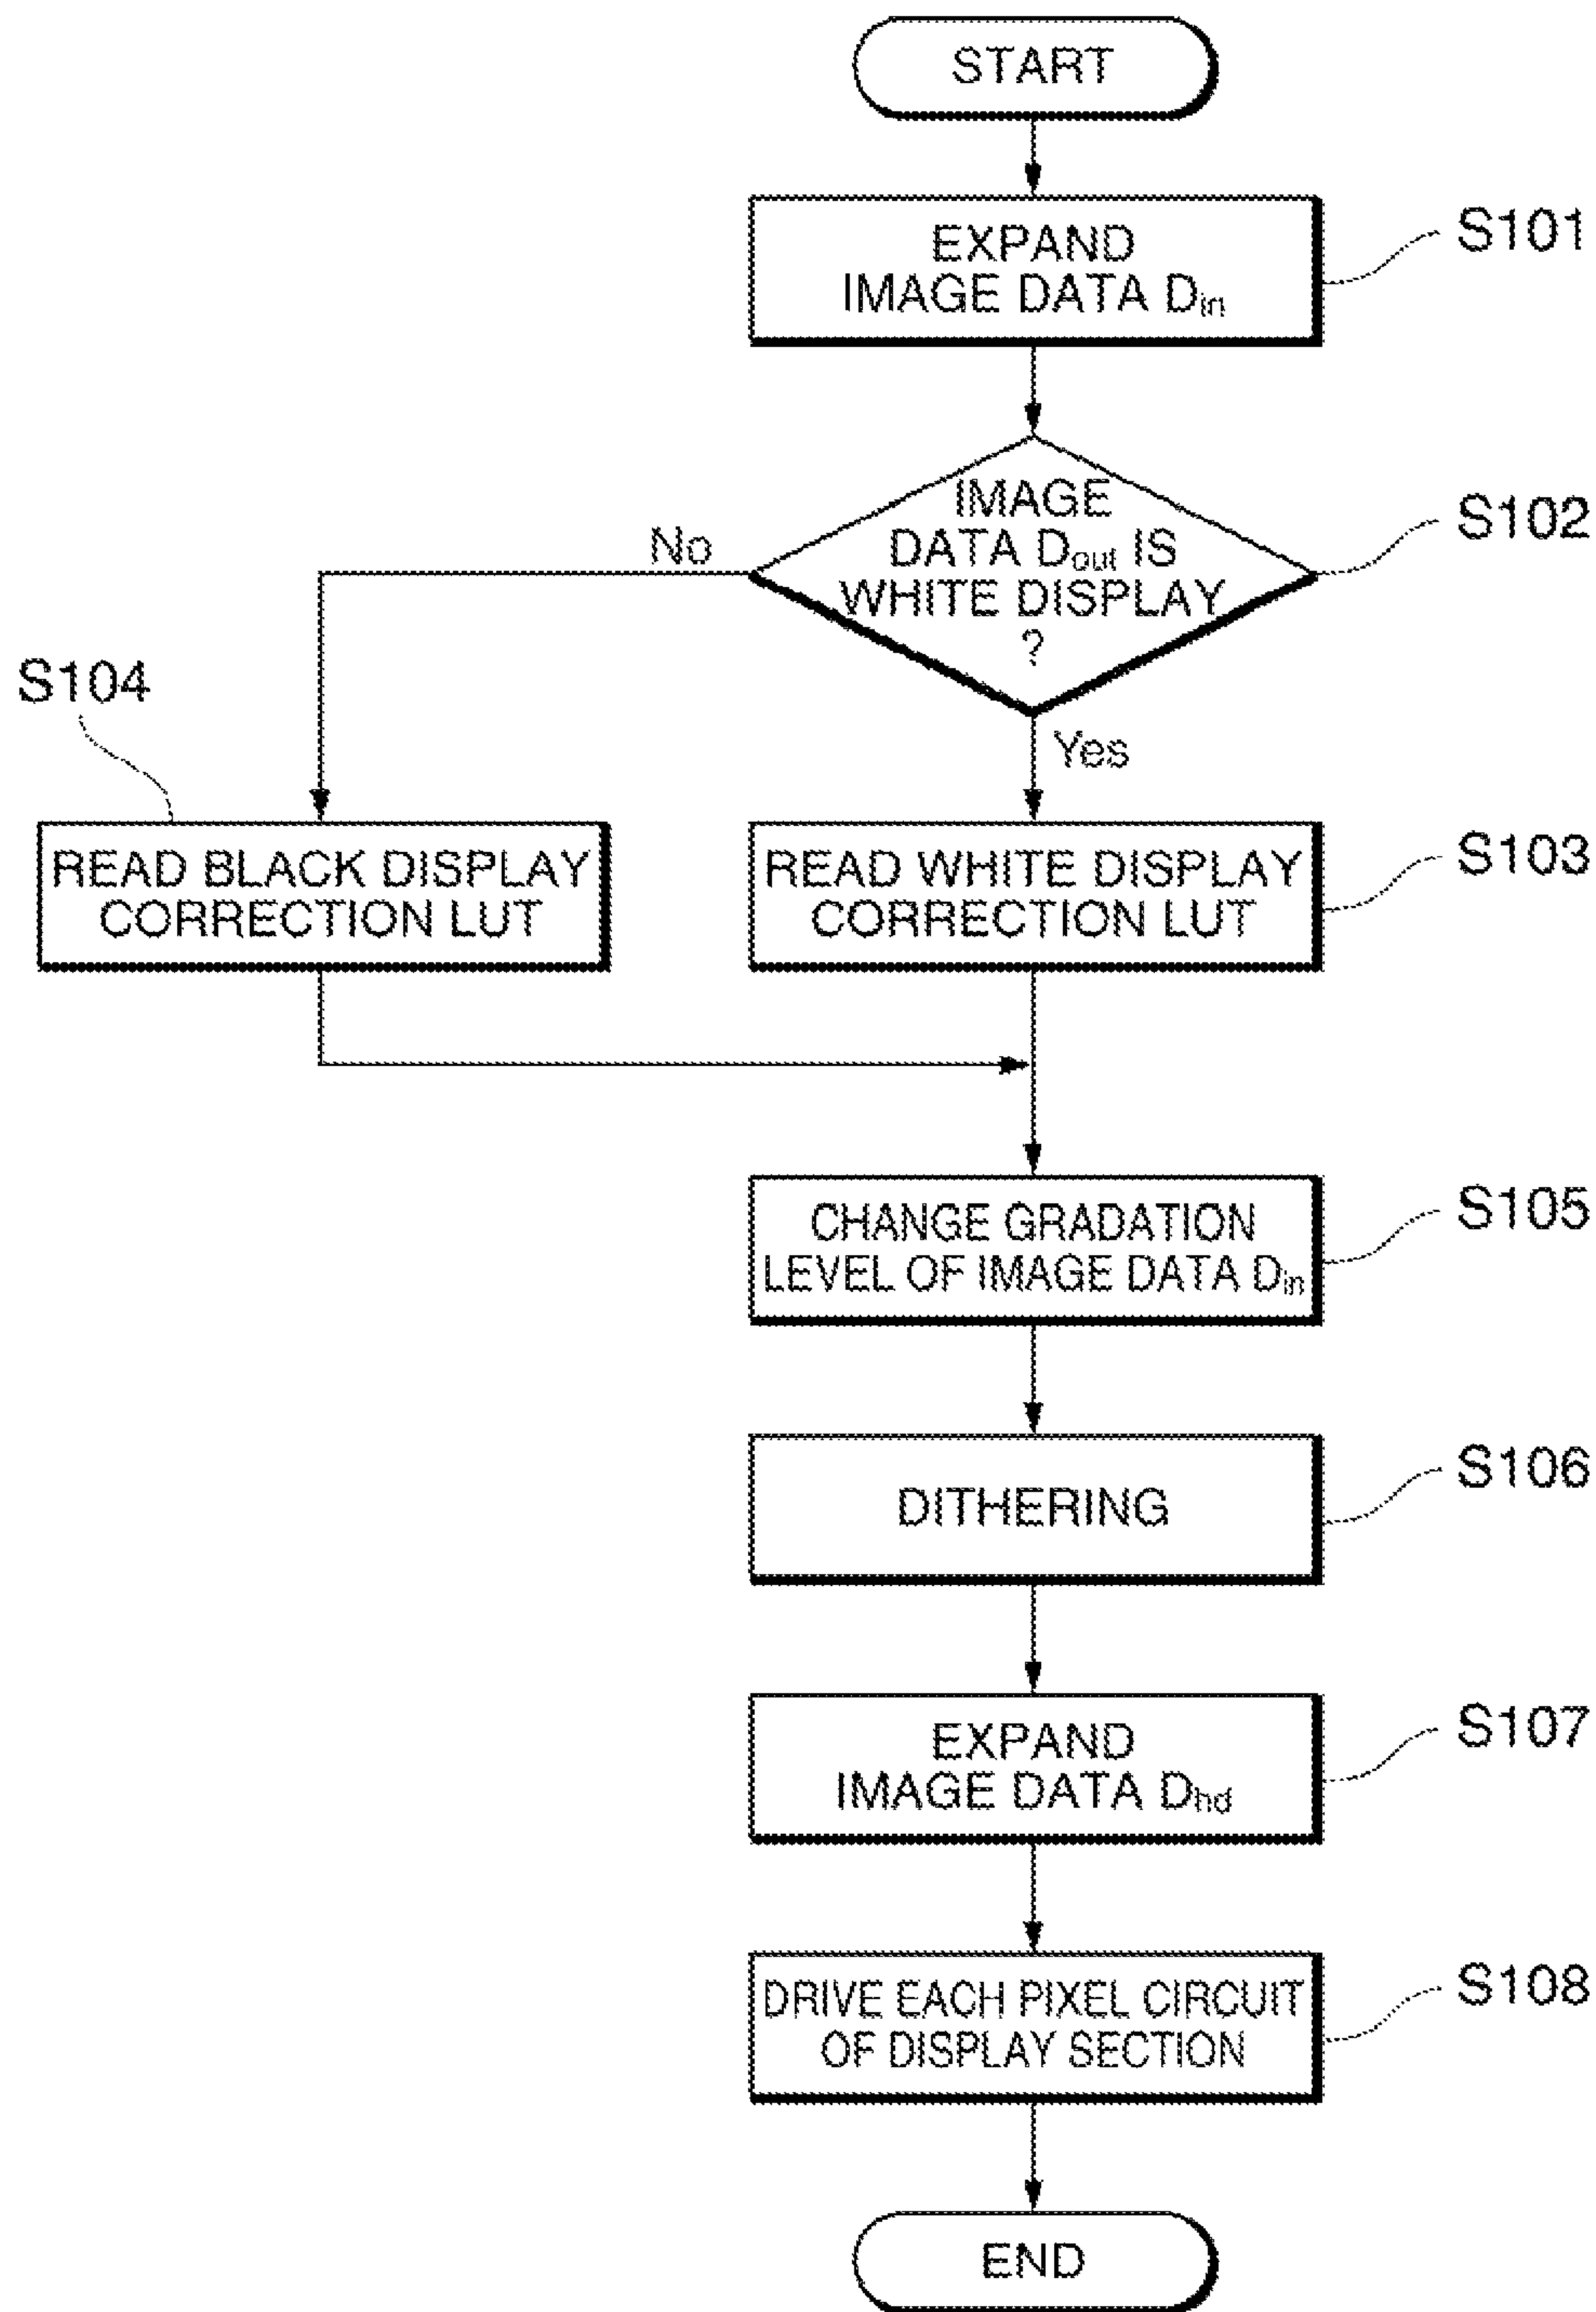 START
EXPAND
IMAGE DATA Din
S101
IMAGE
DATA Dout IS
WHITE DISPLAY
?
S102
No
Yes
S104
READ BLACK DISPLAY
CORRECTION LUT
READ WHITE DISPLAY
CORRECTION LUT
S103
CHANGE GRADATION
LEVEL OF IMAGE DATA Din
S105
DITHERING
S106
EXPAND
IMAGE DATA Dhd
S107
DRIVE EACH PIXEL CIRCUIT
OF DISPLAY SECTION
S108
END